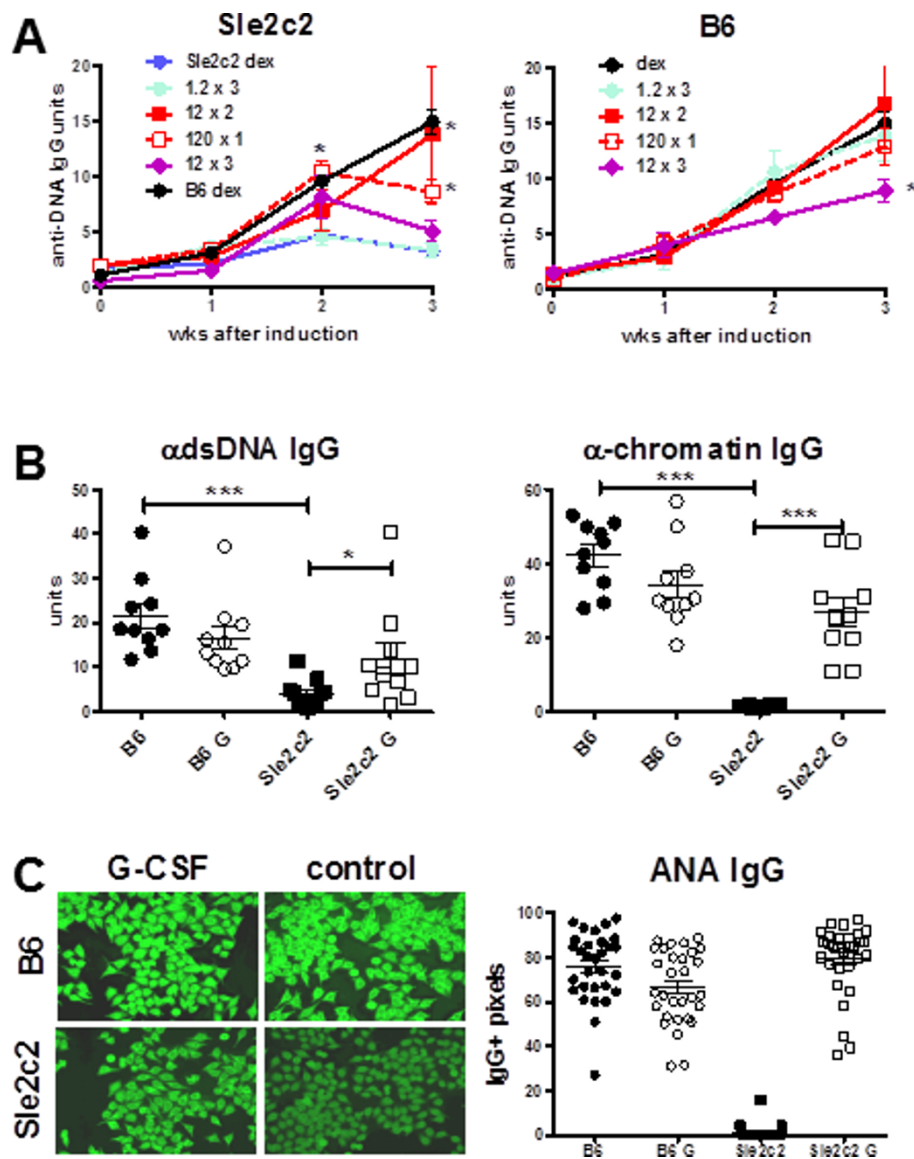 A
Sle2c2
B6
Sle2c2 dex
1.2 x 3
12 x 2
120 x 1
12 x 3
B6 dex
dex
1.2 x 3
12 x 2
120 x 1
12 x 3
anti-DNA IgG units
20
15
10
5
0
* * *
0 1 2 3
wks after induction
anti-DNA IgG units
20
15
10
5
0
*
0 1 2 3
wks after induction
B
αdsDNA IgG
α-chromatin IgG
units
50
40
30
20
10
0
***
*
B6 B6 G Sle2c2 Sle2c2 G
units
60
40
20
0
***
***
B6 B6 G Sle2c2 Sle2c2 G
C
G-CSF control
B6
Sle2c2
ANA IgG
IgG+ pixels
100
80
60
40
20
0
B6 B6 G Sle2c2 Sle2c2 G